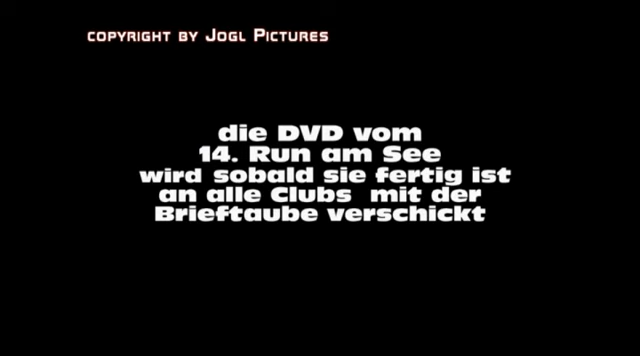 COPYRIGHT BY JOGL PICTURES
die DVD vom
14. Run am See
wird sobald sie fertig ist
an alle Clubs mit der
Brieftaube verschickt